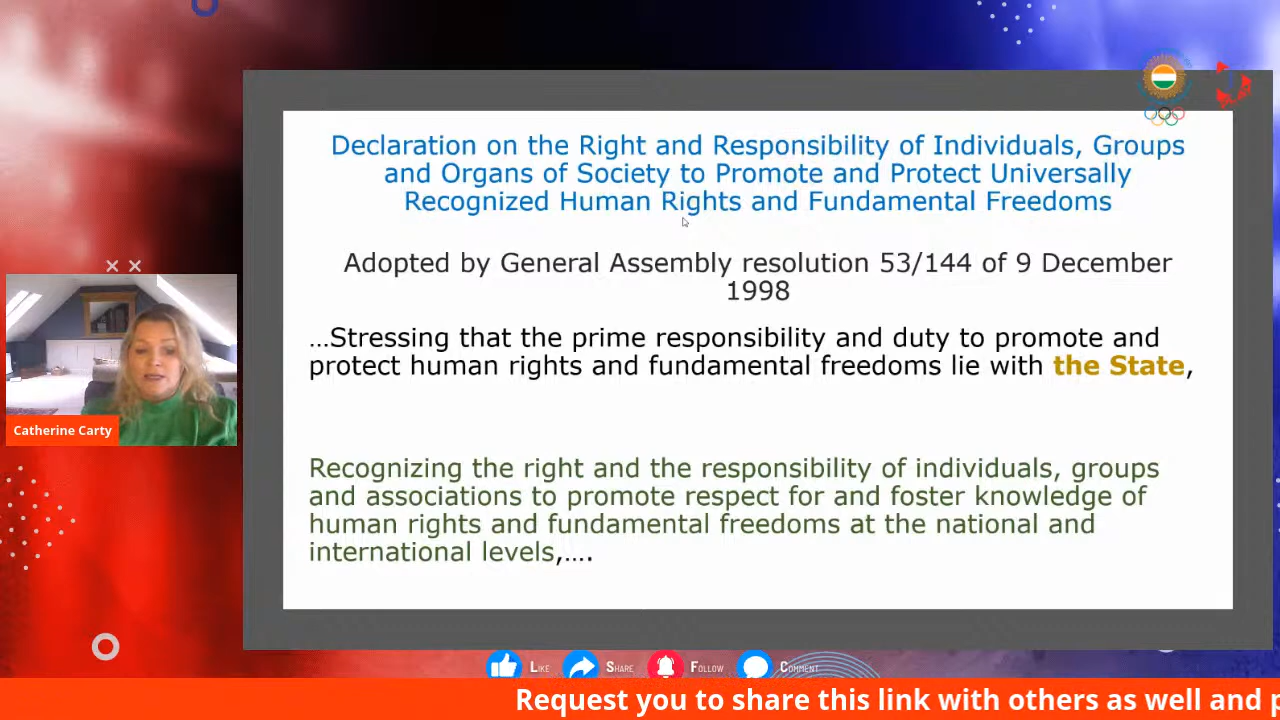 Declaration on the Right and Responsibility of Individuals, Groups
and Organs of Society to Promote and Protect Universally
Recognized Human Rights and Fundamental Freedoms
Adopted by General Assembly resolution 53/144 of 9 December
1998
…Stressing that the prime responsibility and duty to promote and
protect human rights and fundamental freedoms lie with the State,
Catherine Carty
Recognizing the right and the responsibility of individuals, groups
and associations to promote respect for and foster knowledge of
human rights and fundamental freedoms at the national and
international levels,….
Like Share Follow Comment
Request you to share this link with others as well and p